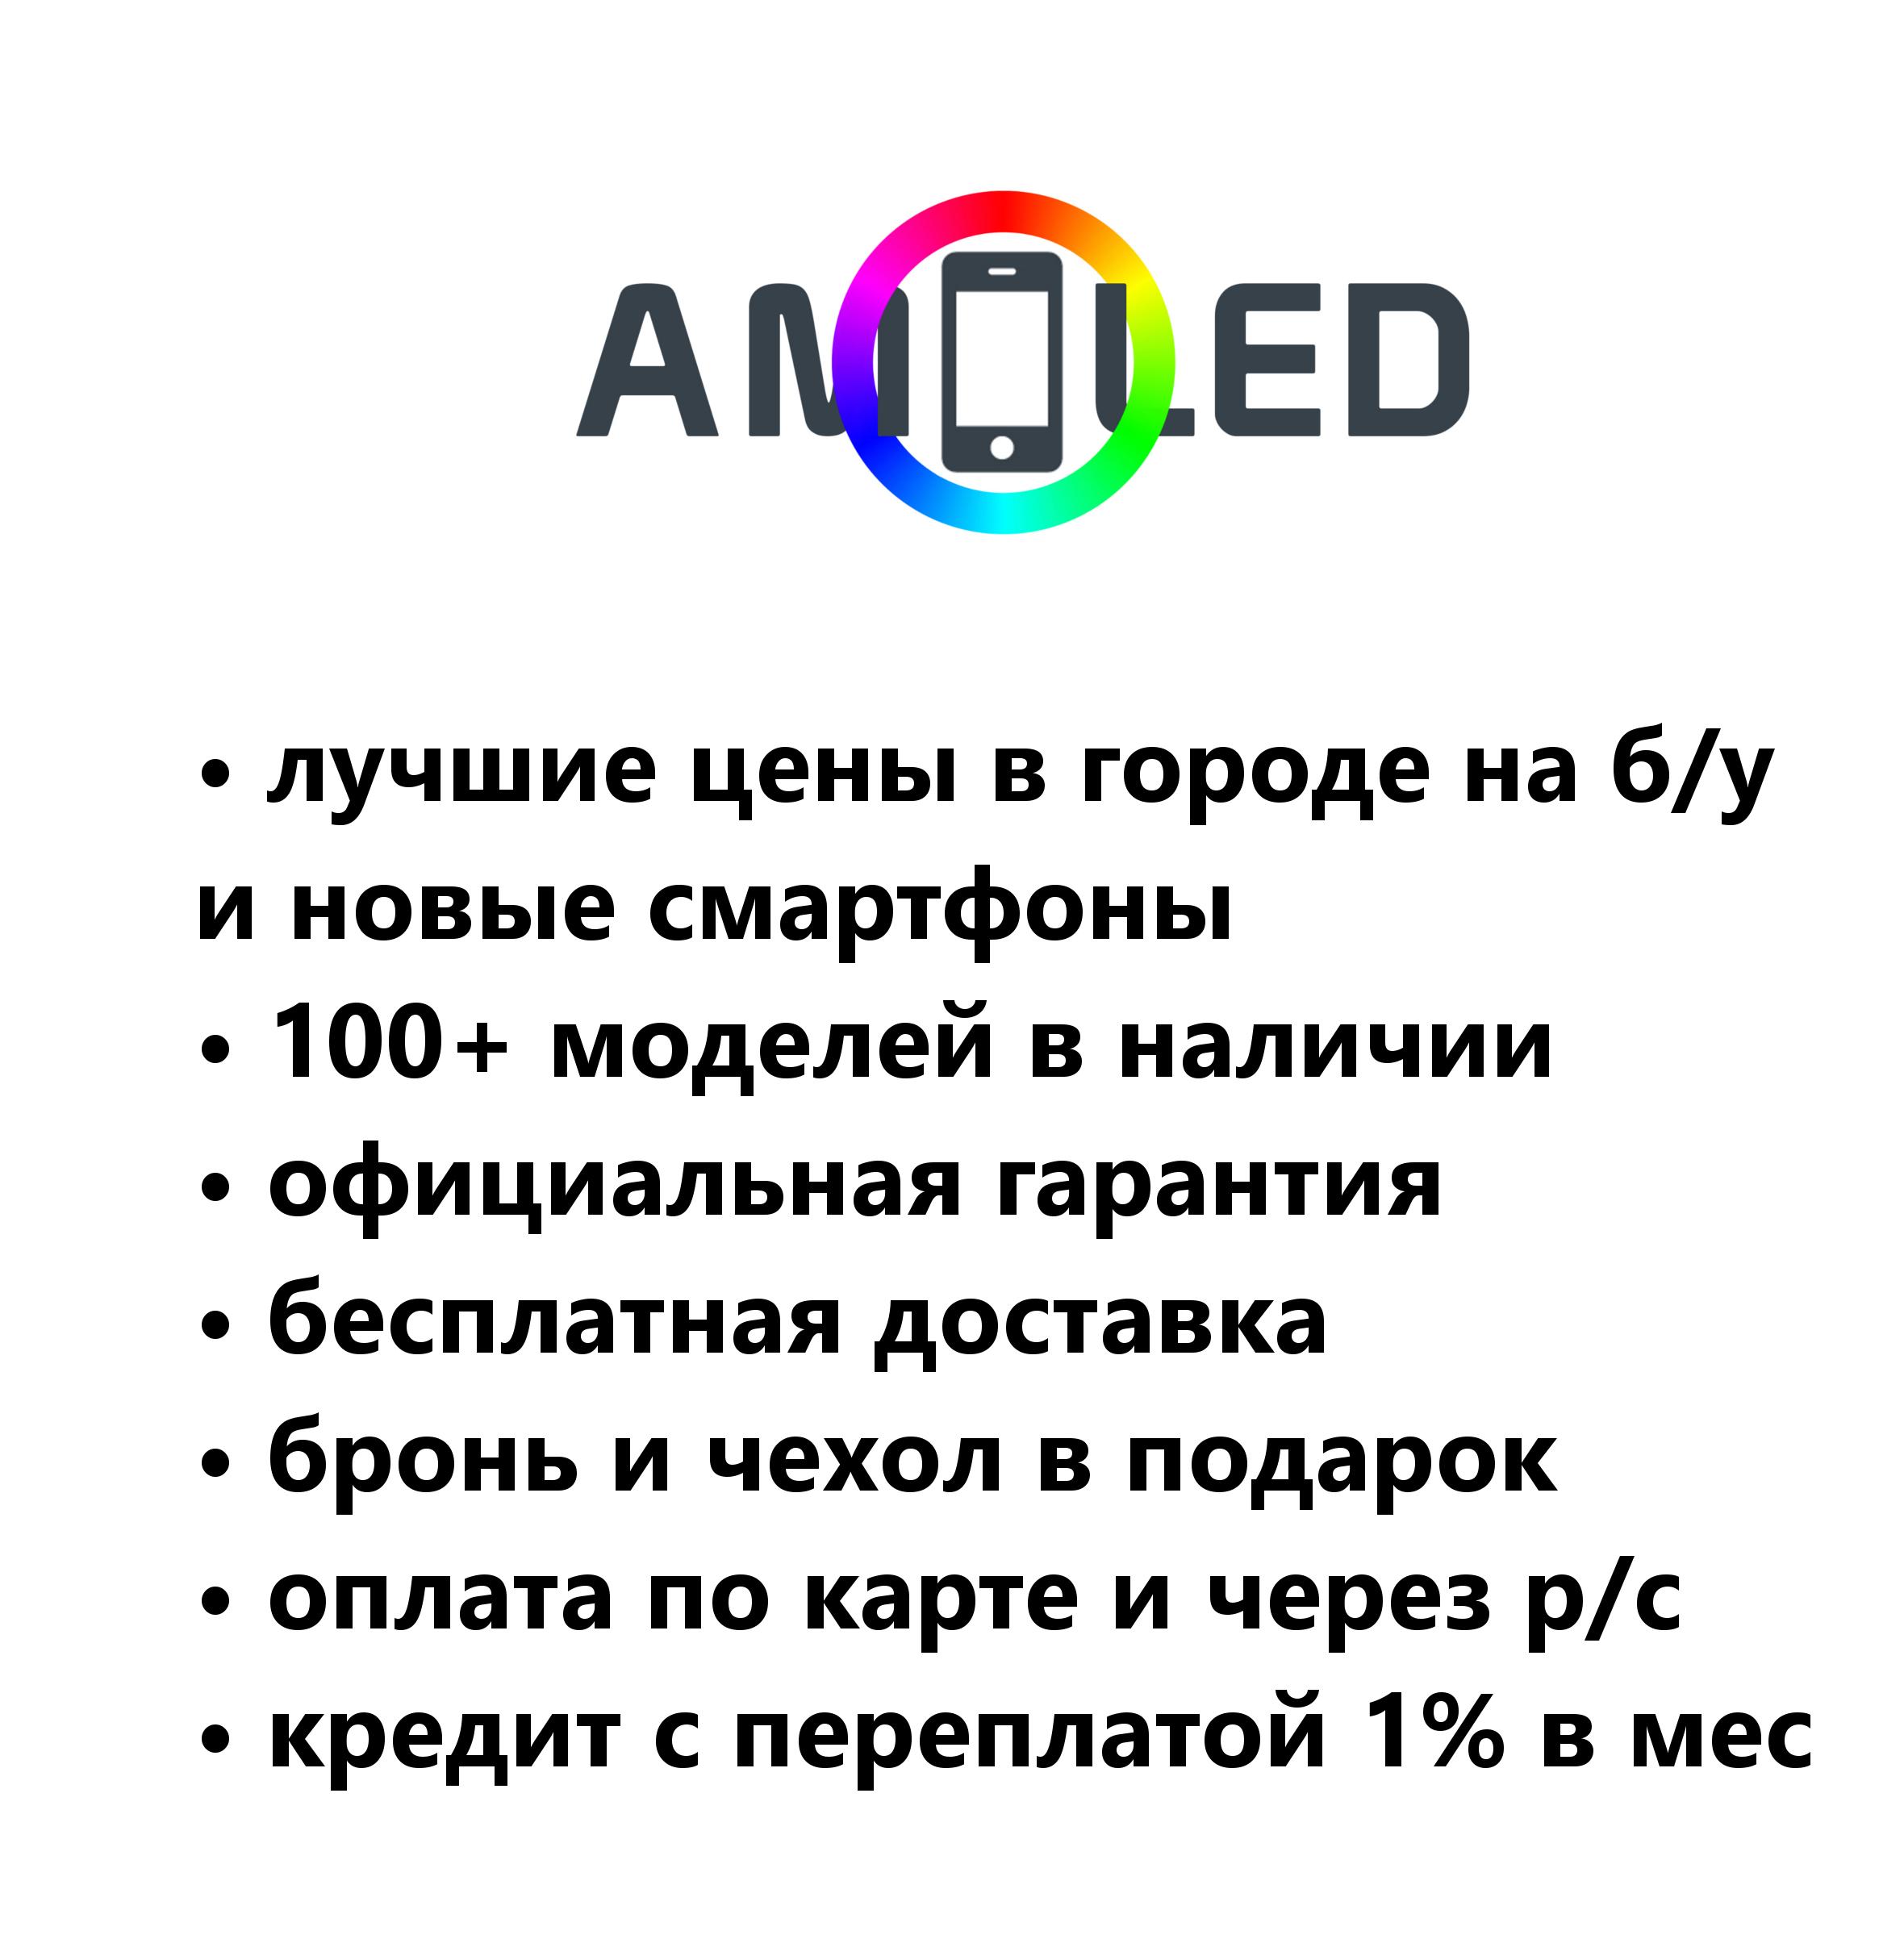 AMOLED
• лучшие цены в городе на б/у
и новые смартфоны
• 100+ моделей в наличии
• официальная гарантия
• бесплатная доставка
• бронь и чехол в подарок
• оплата по карте и через р/с
• кредит с переплатой 1% в мес